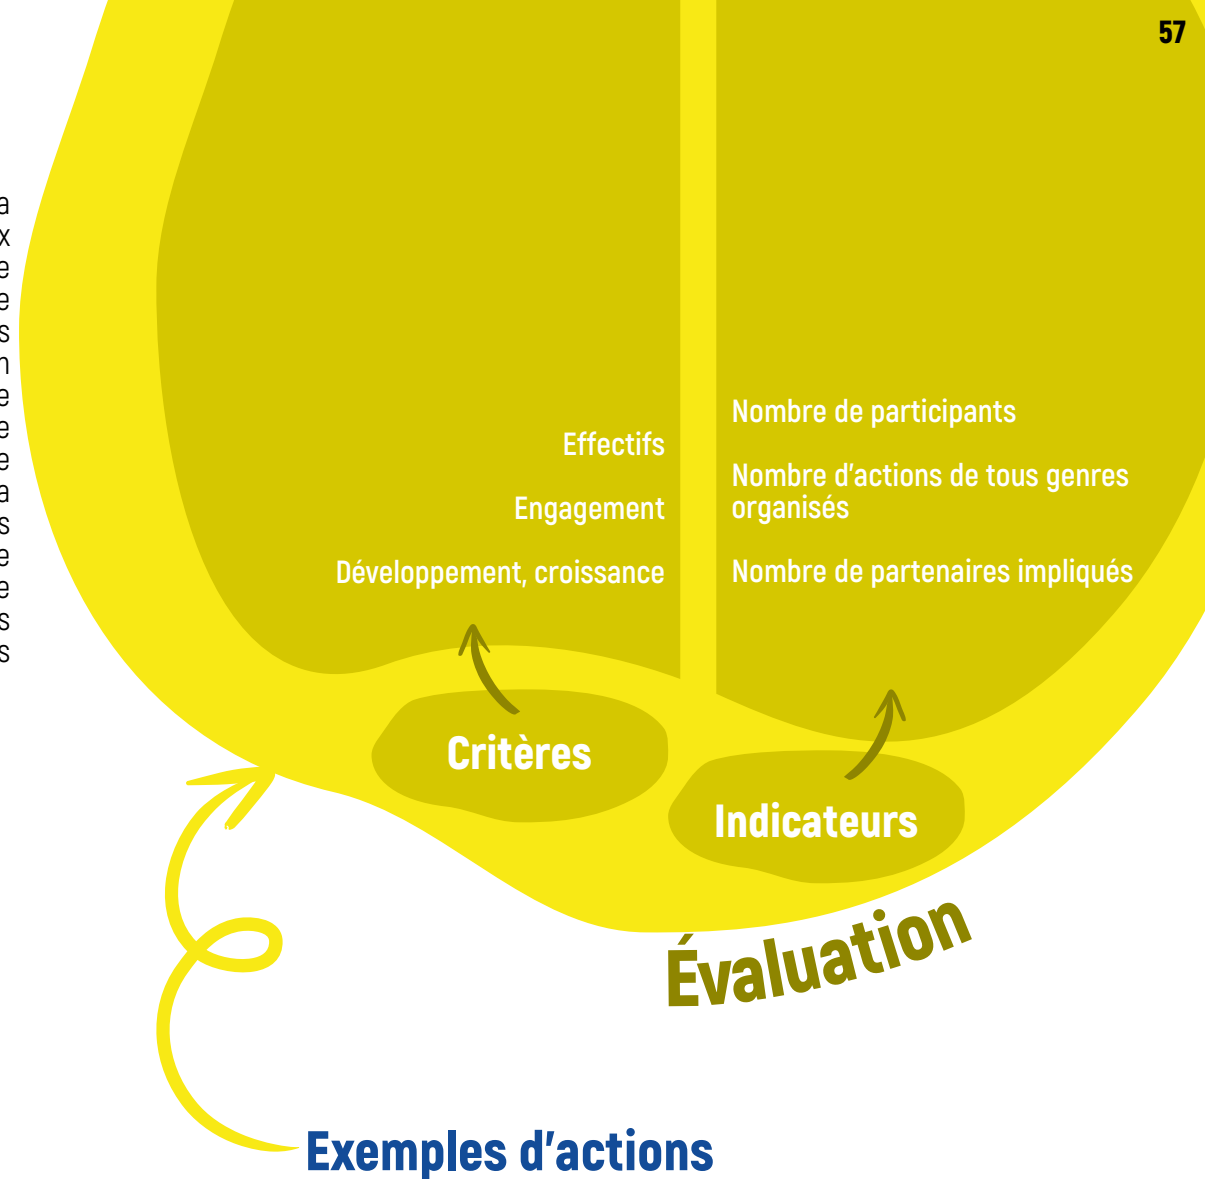 57
a
x
e
e
s
n
e
e
e
a
s
e
e
s
s
Effectifs
Engagement
Développement, croissance
Nombre de participants
Nombre d'actions de tous genres
organisés
Nombre de partenaires impliqués
Critères
Indicateurs
Évaluation
Exemples d'actions